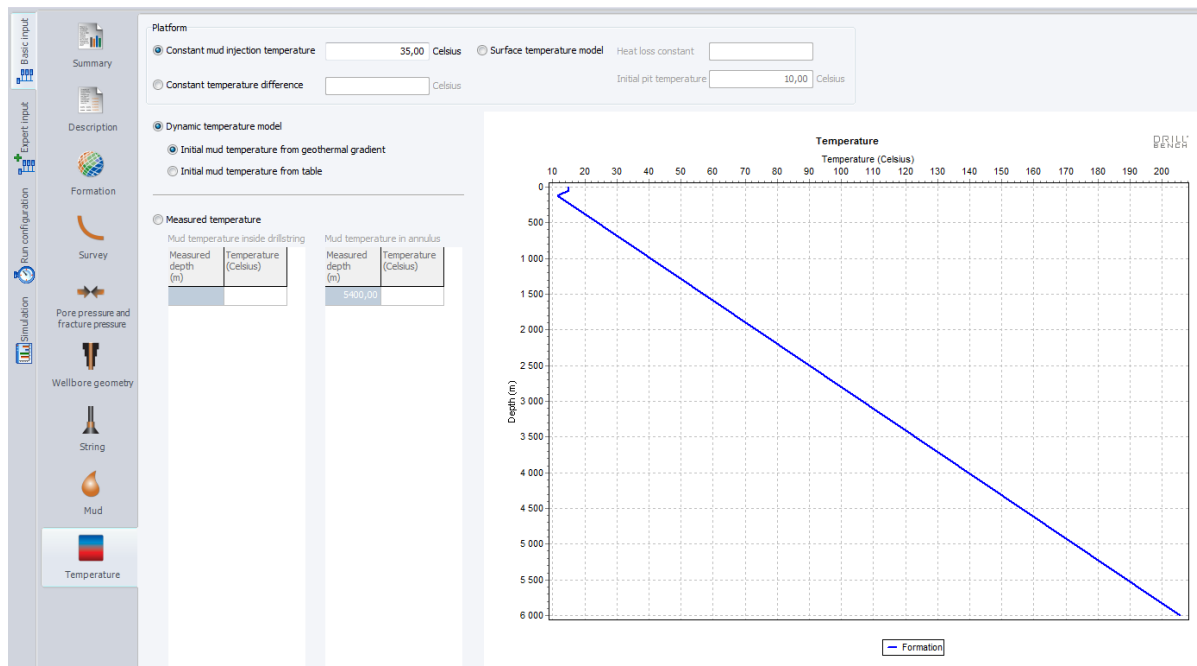 Basic input
Expert input
Run configuration
Simulation
Summary
Description
Formation
Survey
Pore pressure and
fracture pressure
Wellbore geometry
String
Mud
Temperature
Platform
Constant mud injection temperature 35,00 Celsius Surface temperature model Heat loss constant
Initial pit temperature 10,00 Celsius
Constant temperature difference Celsius
Dynamic temperature model
Initial mud temperature from geothermal gradient
Initial mud temperature from table
Measured temperature
Mud temperature inside drillstring
Measured Temperature
depth (Celsius)
(m)
Mud temperature in annulus
Measured Temperature
depth (Celsius)
(m)
5400,00
Temperature
DRILL
BENCH
Temperature (Celsius)
10 20 30 40 50 60 70 80 90 100 110 120 130 140 150 160 170 180 190 200
Depth (m)
0
500
1 000
1 500
2 000
2 500
3 000
3 500
4 000
4 500
5 000
5 500
6 000
Formation